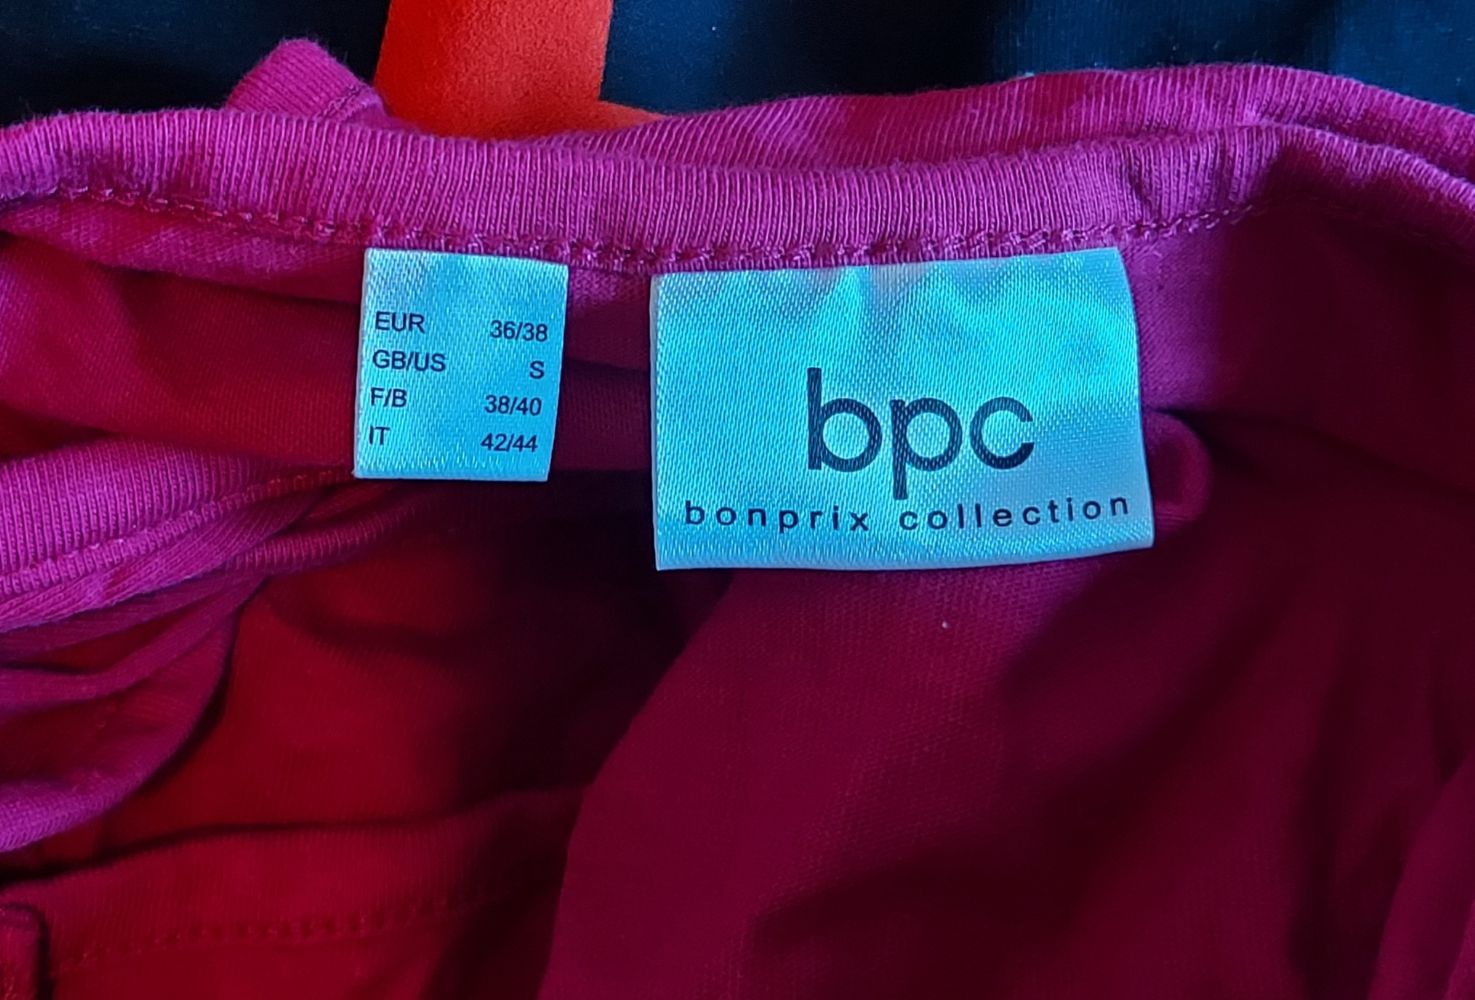 EUR 36/38
GB/US S
F/B 38/40
IT 42/44
bpc
bonprix collection